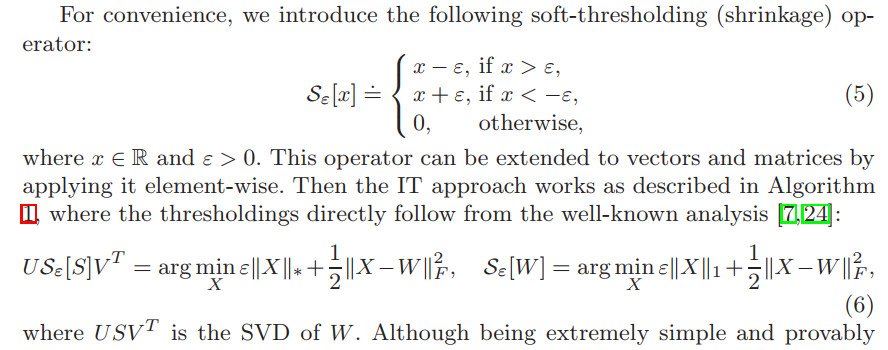 For convenience, we introduce the following soft-thresholding (shrinkage) op-
erator:
𝒮_ε[x] ≐ { x − ε, if x > ε,
x + ε, if x < −ε, (5)
0, otherwise,
where x ∈ ℝ and ε > 0. This operator can be extended to vectors and matrices by
applying it element-wise. Then the IT approach works as described in Algorithm
1, where the thresholdings directly follow from the well-known analysis [7,24]:
U𝒮_ε[S]V^T = arg min_X ε‖X‖_* + 1/2‖X − W‖_F^2, 𝒮_ε[W] = arg min_X ε‖X‖_1 + 1/2‖X − W‖_F^2,
(6)
where USV^T is the SVD of W. Although being extremely simple and provably